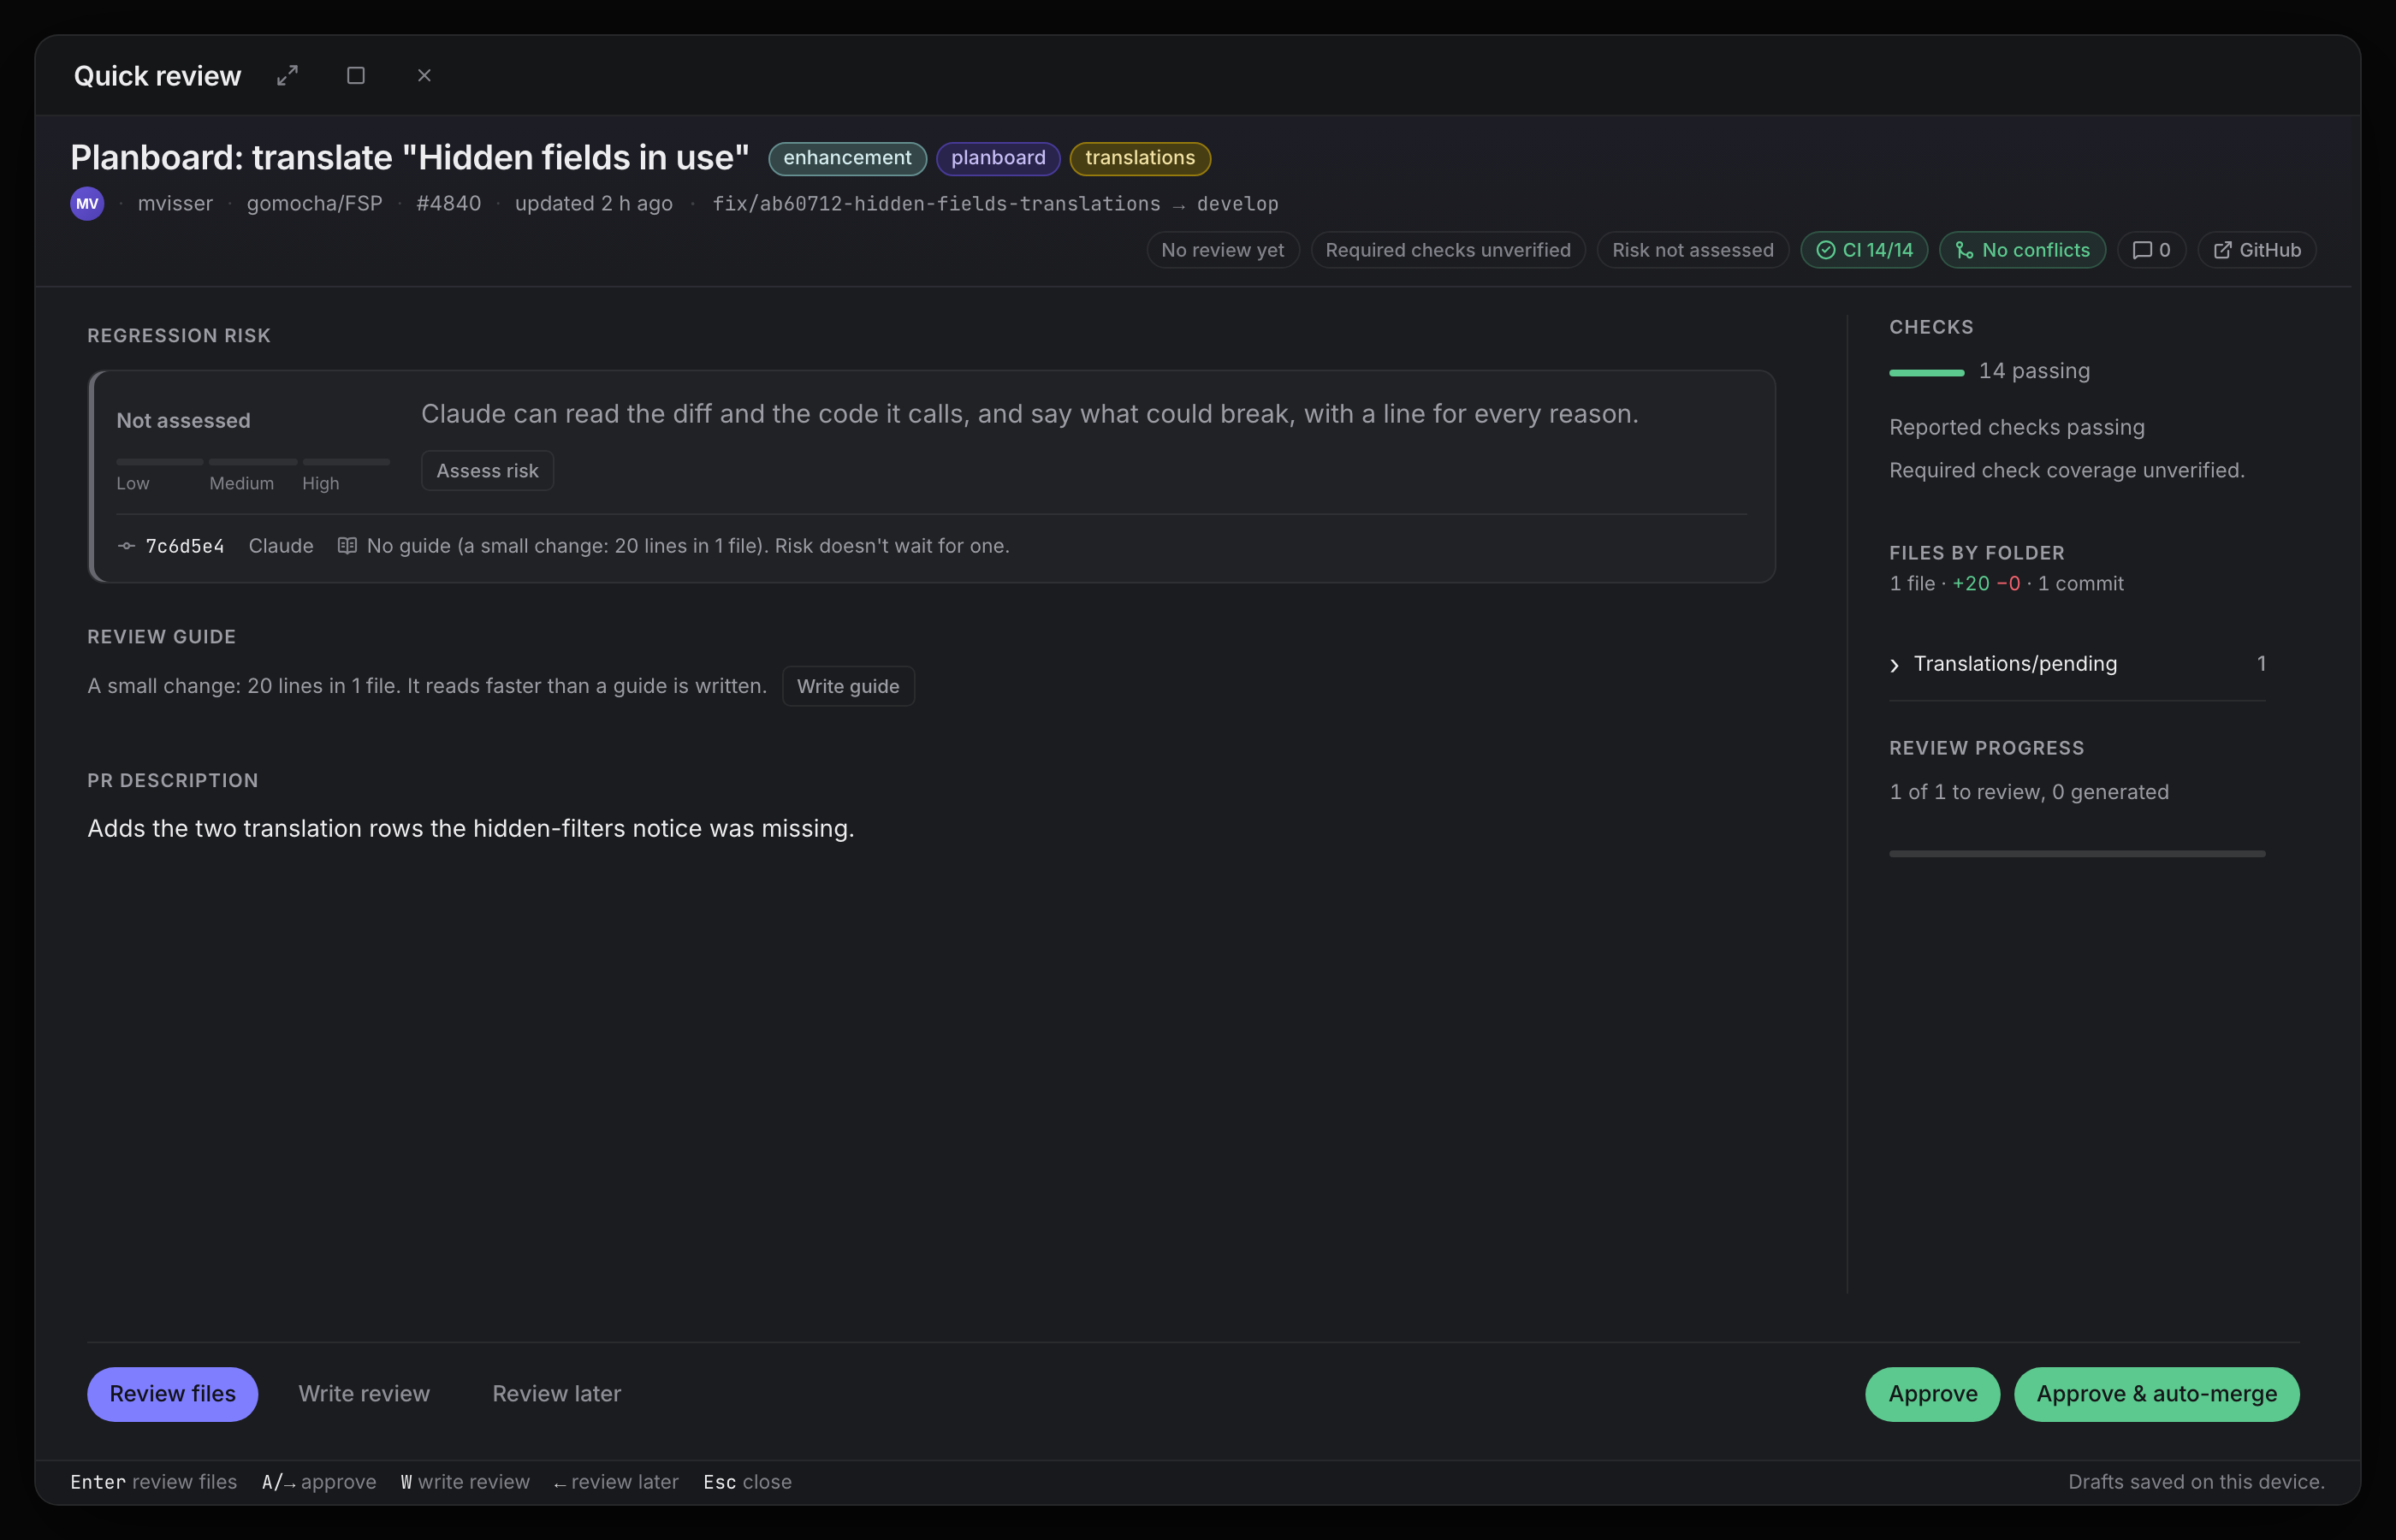 Quick review
Planboard: translate "Hidden fields in use" enhancement planboard translations
MV · mvisser · gomocha/FSP · #4840 · updated 2 h ago · fix/ab60712-hidden-fields-translations → develop
No review yet Required checks unverified Risk not assessed CI 14/14 No conflicts 0 GitHub
REGRESSION RISK
Not assessed
Low Medium High
Claude can read the diff and the code it calls, and say what could break, with a line for every reason.
Assess risk
7c6d5e4 Claude No guide (a small change: 20 lines in 1 file). Risk doesn't wait for one.
REVIEW GUIDE
A small change: 20 lines in 1 file. It reads faster than a guide is written. Write guide
PR DESCRIPTION
Adds the two translation rows the hidden-filters notice was missing.
CHECKS
14 passing
Reported checks passing
Required check coverage unverified.
FILES BY FOLDER
1 file · +20 −0 · 1 commit
Translations/pending 1
REVIEW PROGRESS
1 of 1 to review, 0 generated
Review files Write review Review later Approve Approve & auto-merge
Enter review files A/→ approve W write review ← review later Esc close Drafts saved on this device.